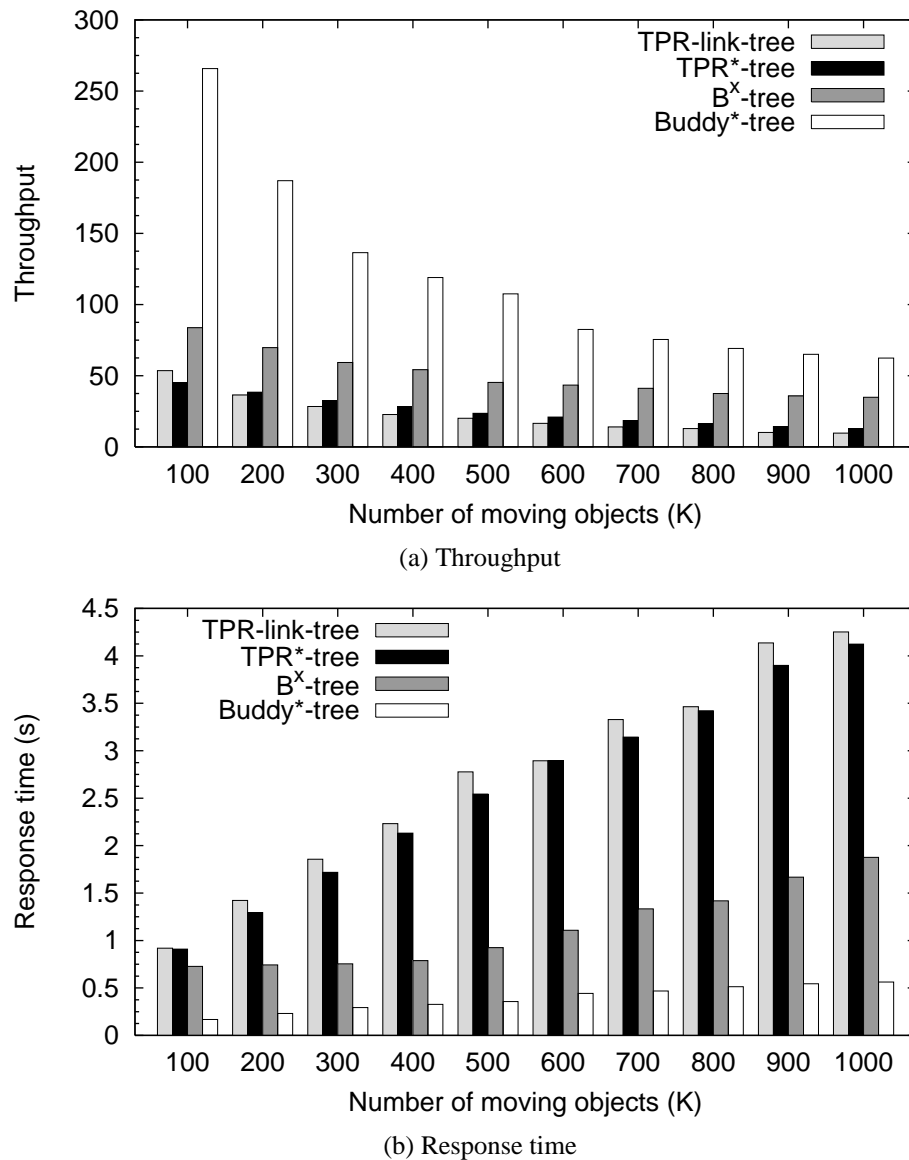 300
250
200
150
100
50
0
Throughput
TPR-link-tree
TPR*-tree
Bx-tree
Buddy*-tree
100 200 300 400 500 600 700 800 900 1000
Number of moving objects (K)
(a) Throughput
4.5
4
3.5
3
2.5
2
1.5
1
0.5
0
Response time (s)
TPR-link-tree
TPR*-tree
Bx-tree
Buddy*-tree
100 200 300 400 500 600 700 800 900 1000
Number of moving objects (K)
(b) Response time